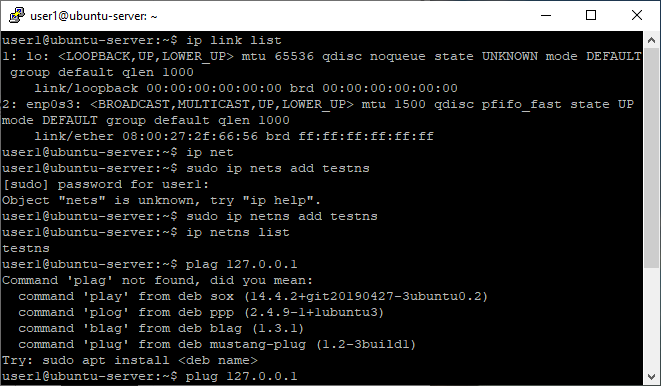 user1@ubuntu-server: ~
user1@ubuntu-server:~$ ip link list
1: lo: <LOOPBACK,UP,LOWER_UP> mtu 65536 qdisc noqueue state UNKNOWN mode DEFAULT
 group default qlen 1000
    link/loopback 00:00:00:00:00:00 brd 00:00:00:00:00:00
2: enp0s3: <BROADCAST,MULTICAST,UP,LOWER_UP> mtu 1500 qdisc pfifo_fast state UP
mode DEFAULT group default qlen 1000
    link/ether 08:00:27:2f:66:56 brd ff:ff:ff:ff:ff:ff
user1@ubuntu-server:~$ ip net
user1@ubuntu-server:~$ sudo ip nets add testns
[sudo] password for user1:
Object "nets" is unknown, try "ip help".
user1@ubuntu-server:~$ sudo ip netns add testns
user1@ubuntu-server:~$ ip netns list
testns
user1@ubuntu-server:~$ plag 127.0.0.1
Command 'plag' not found, did you mean:
  command 'play' from deb sox (14.4.2+git20190427-3ubuntu0.2)
  command 'plog' from deb ppp (2.4.9-1+1ubuntu3)
  command 'blag' from deb blag (1.3.1)
  command 'plug' from deb mustang-plug (1.2-3build1)
Try: sudo apt install <deb name>
user1@ubuntu-server:~$ plug 127.0.0.1